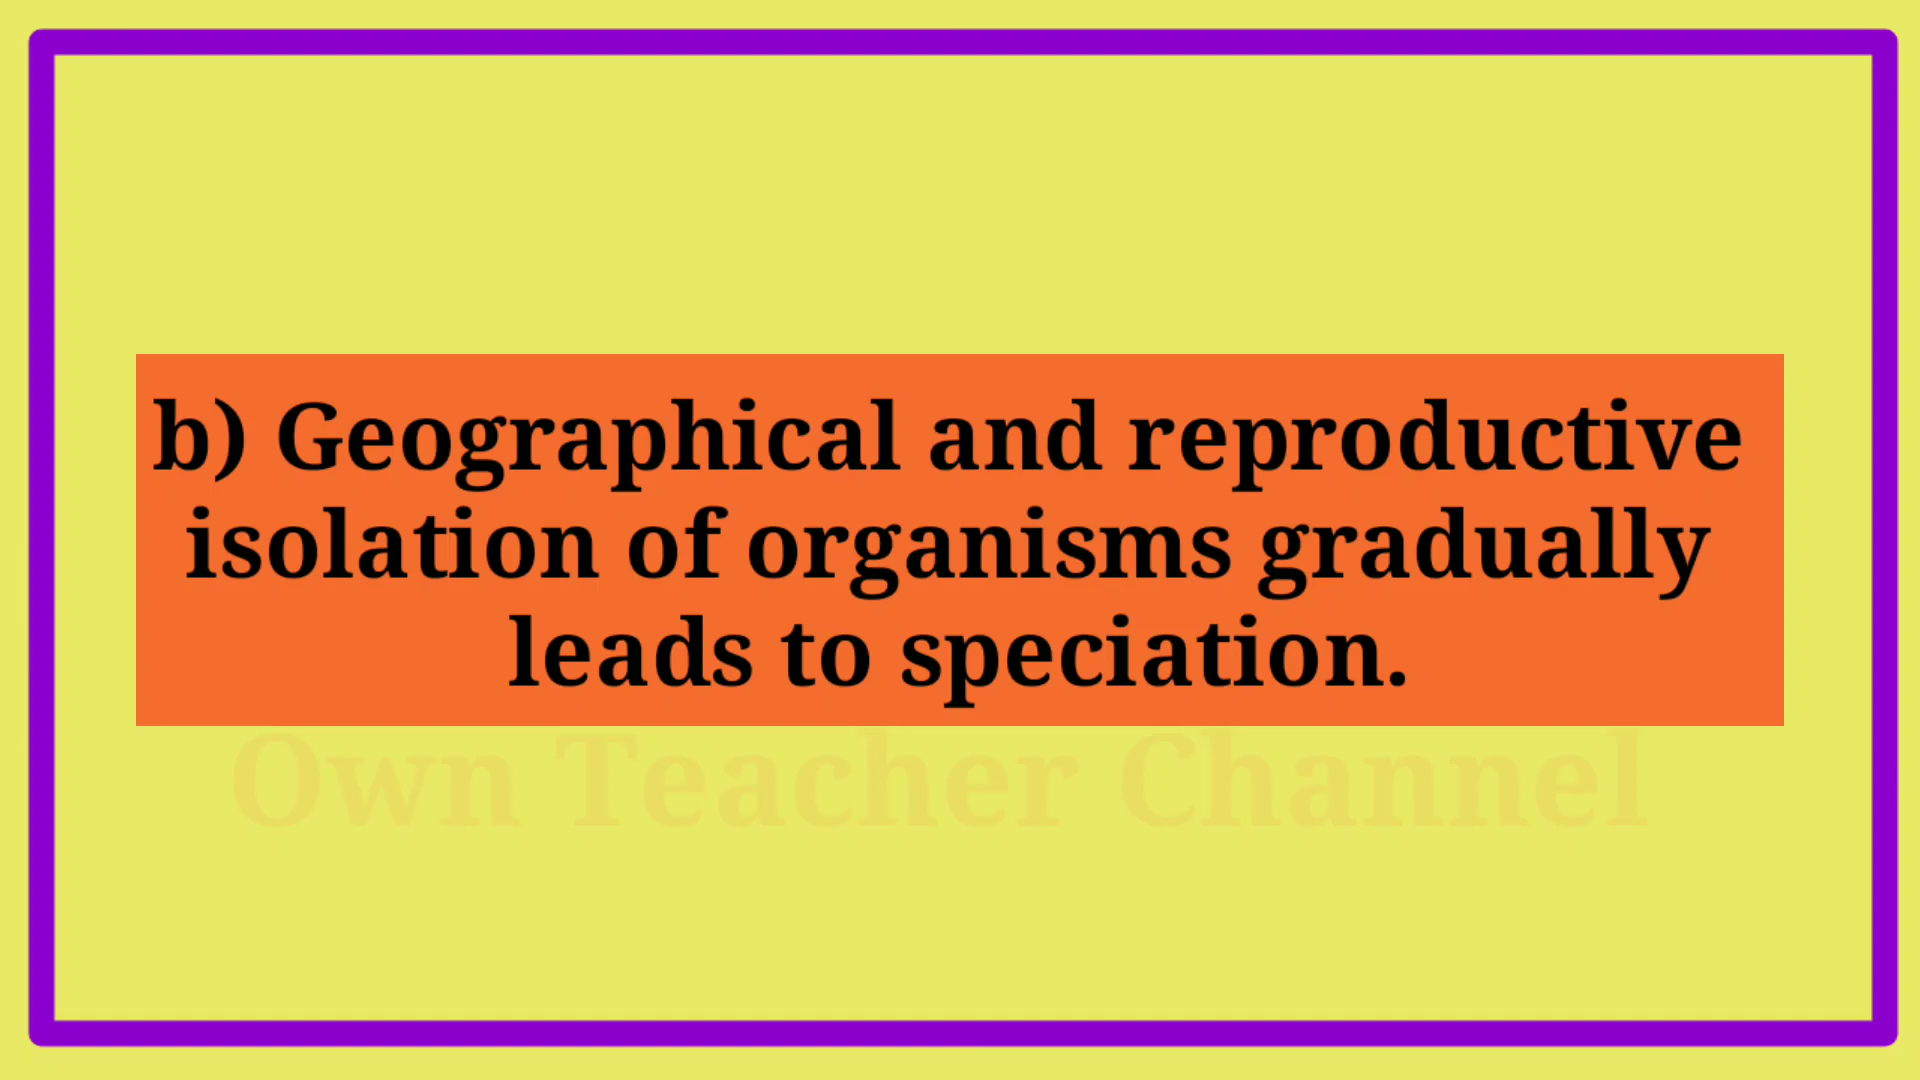 b) Geographical and reproductive
isolation of organisms gradually
leads to speciation.
Own Teacher Channel